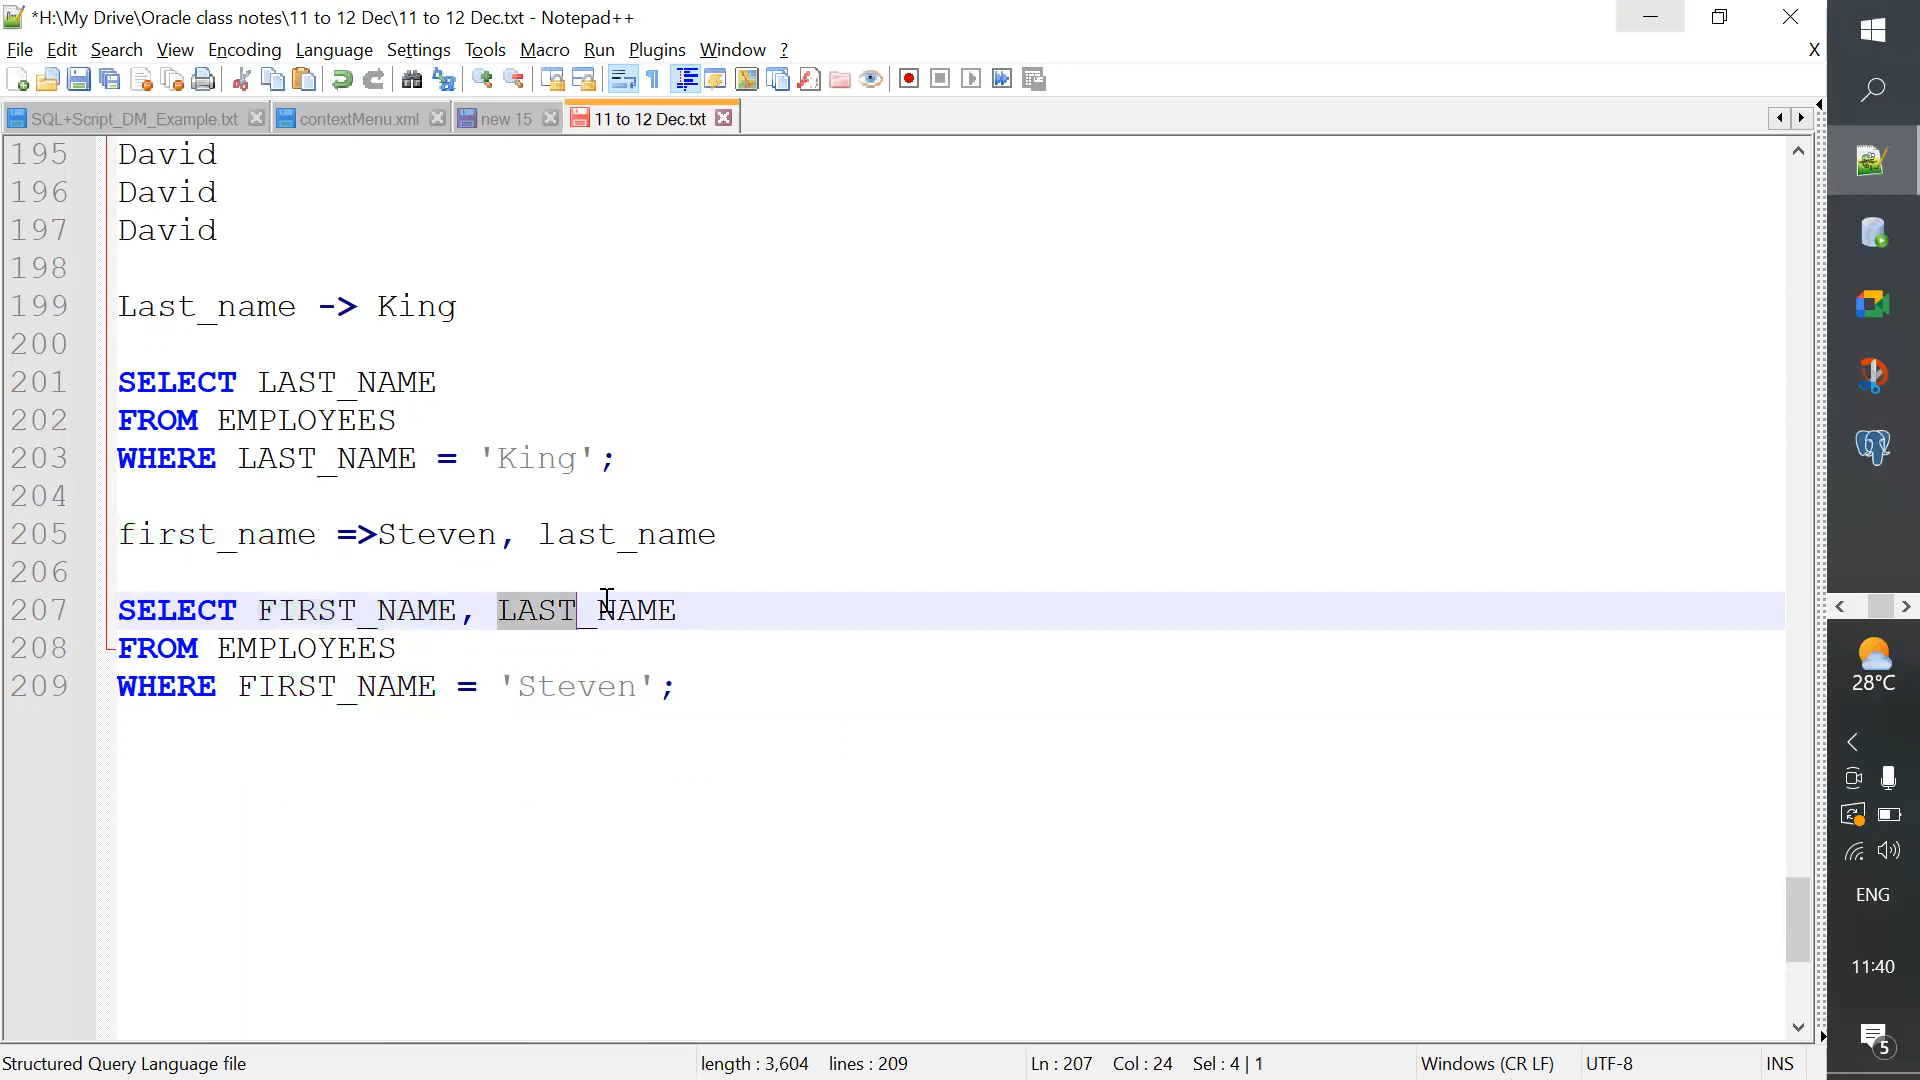 *H:\My Drive\Oracle class notes\11 to 12 Dec\11 to 12 Dec.txt - Notepad++
File Edit Search View Encoding Language Settings Tools Macro Run Plugins Window ? X
SQL+Script_DM_Example.txt contextMenu.xml new 15 11 to 12 Dec.txt
195 David
196 David
197 David
198
199 Last_name -> King
200
201 SELECT LAST_NAME
202 FROM EMPLOYEES
203 WHERE LAST_NAME = 'King';
204
205 first_name =>Steven, last_name
206
207 SELECT FIRST_NAME, LAST_NAME
208 FROM EMPLOYEES
209 WHERE FIRST_NAME = 'Steven';
Structured Query Language file length : 3,604 lines : 209 Ln : 207 Col : 24 Sel : 4 | 1 Windows (CR LF) UTF-8 INS
28°C
ENG
11:40
5